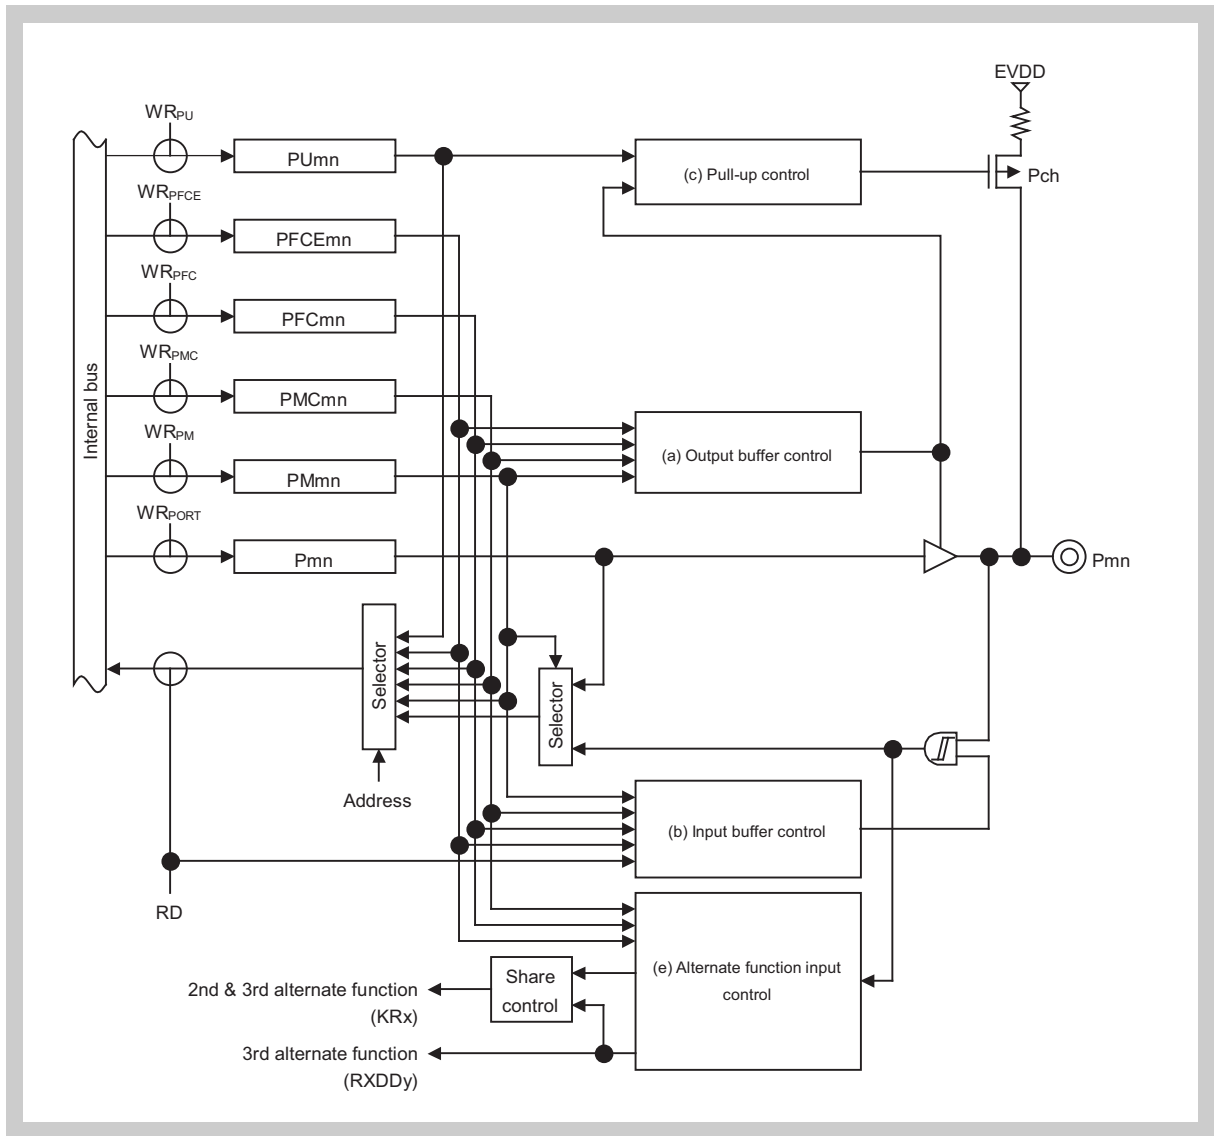 EVDD
WRPU
PUmn
(c) Pull-up control
Pch
WRPFCE
PFCEmn
WRPFC
PFCmn
WRPMC
PMCmn
Internal bus
(a) Output buffer control
WRPM
PMmn
WRPORT
Pmn
Pmn
Selector
Selector
Address
(b) Input buffer control
RD
(e) Alternate function input
control
Share
control
2nd & 3rd alternate function
(KRx)
3rd alternate function
(RXDDy)